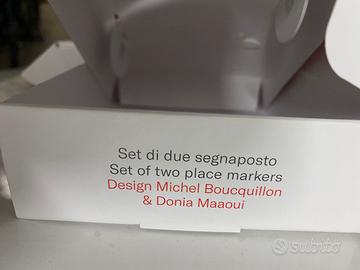 Set di due segnaposto
Set of two place markers
Design Michel Boucquillon
& Donia Maaoui
subito